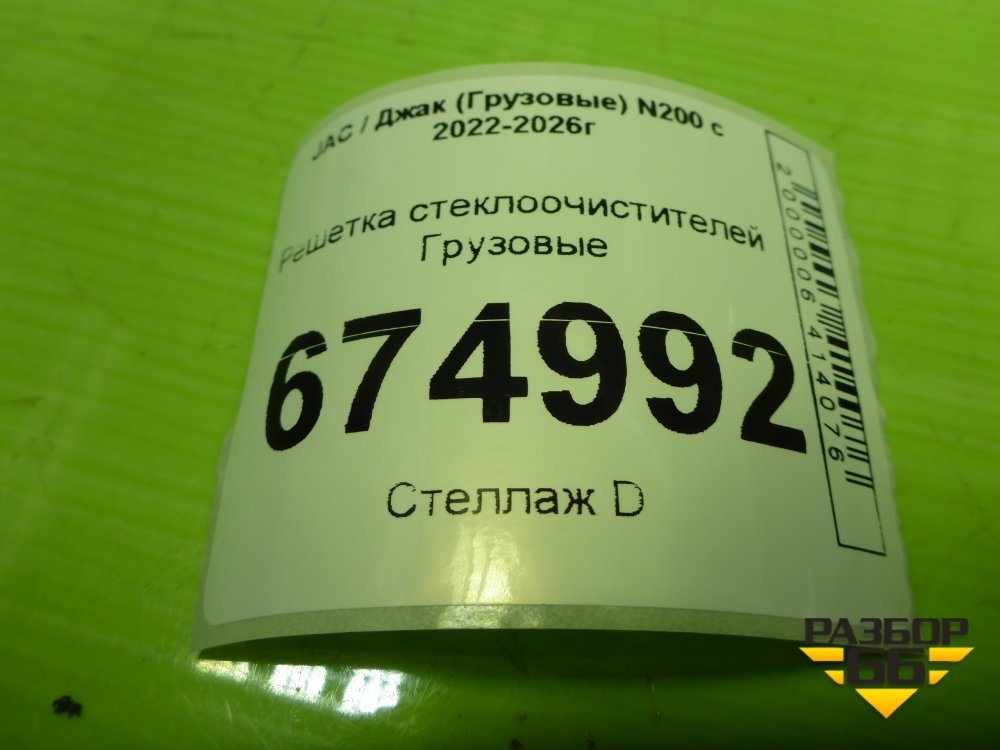 JAC / Джак (Грузовые) N200 с
2022-2026г
Решетка стеклоочистителей
Грузовые
674992
Стеллаж D
2000006414076
РАЗБОР
66